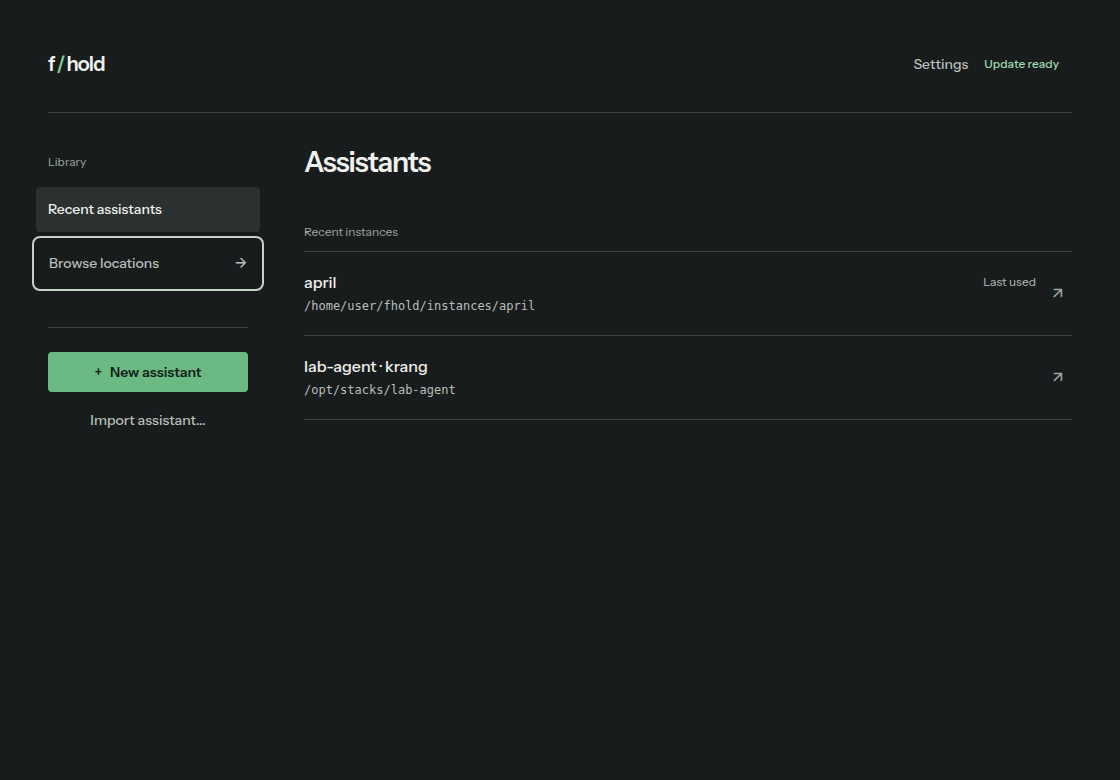 f/hold
Settings
Update ready
Library
Recent assistants
Browse locations →
+ New assistant
Import assistant...
Assistants
Recent instances
april
Last used
/home/user/fhold/instances/april
lab-agent · krang
/opt/stacks/lab-agent